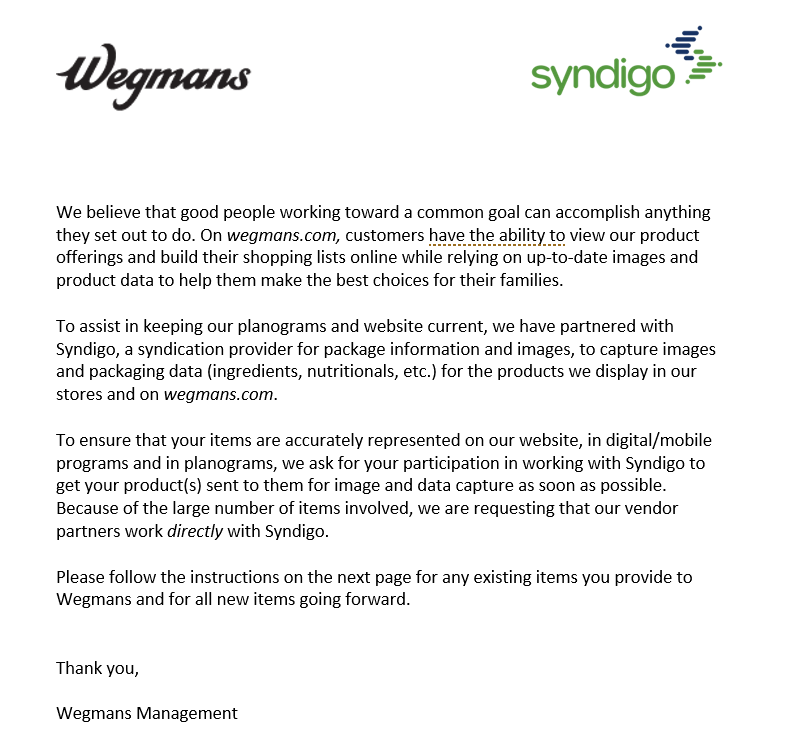 Wegmans
syndigo
We believe that good people working toward a common goal can accomplish anything
they set out to do. On wegmans.com, customers have the ability to view our product
offerings and build their shopping lists online while relying on up-to-date images and
product data to help them make the best choices for their families.
To assist in keeping our planograms and website current, we have partnered with
Syndigo, a syndication provider for package information and images, to capture images
and packaging data (ingredients, nutritionals, etc.) for the products we display in our
stores and on wegmans.com.
To ensure that your items are accurately represented on our website, in digital/mobile
programs and in planograms, we ask for your participation in working with Syndigo to
get your product(s) sent to them for image and data capture as soon as possible.
Because of the large number of items involved, we are requesting that our vendor
partners work directly with Syndigo.
Please follow the instructions on the next page for any existing items you provide to
Wegmans and for all new items going forward.
Thank you,
Wegmans Management